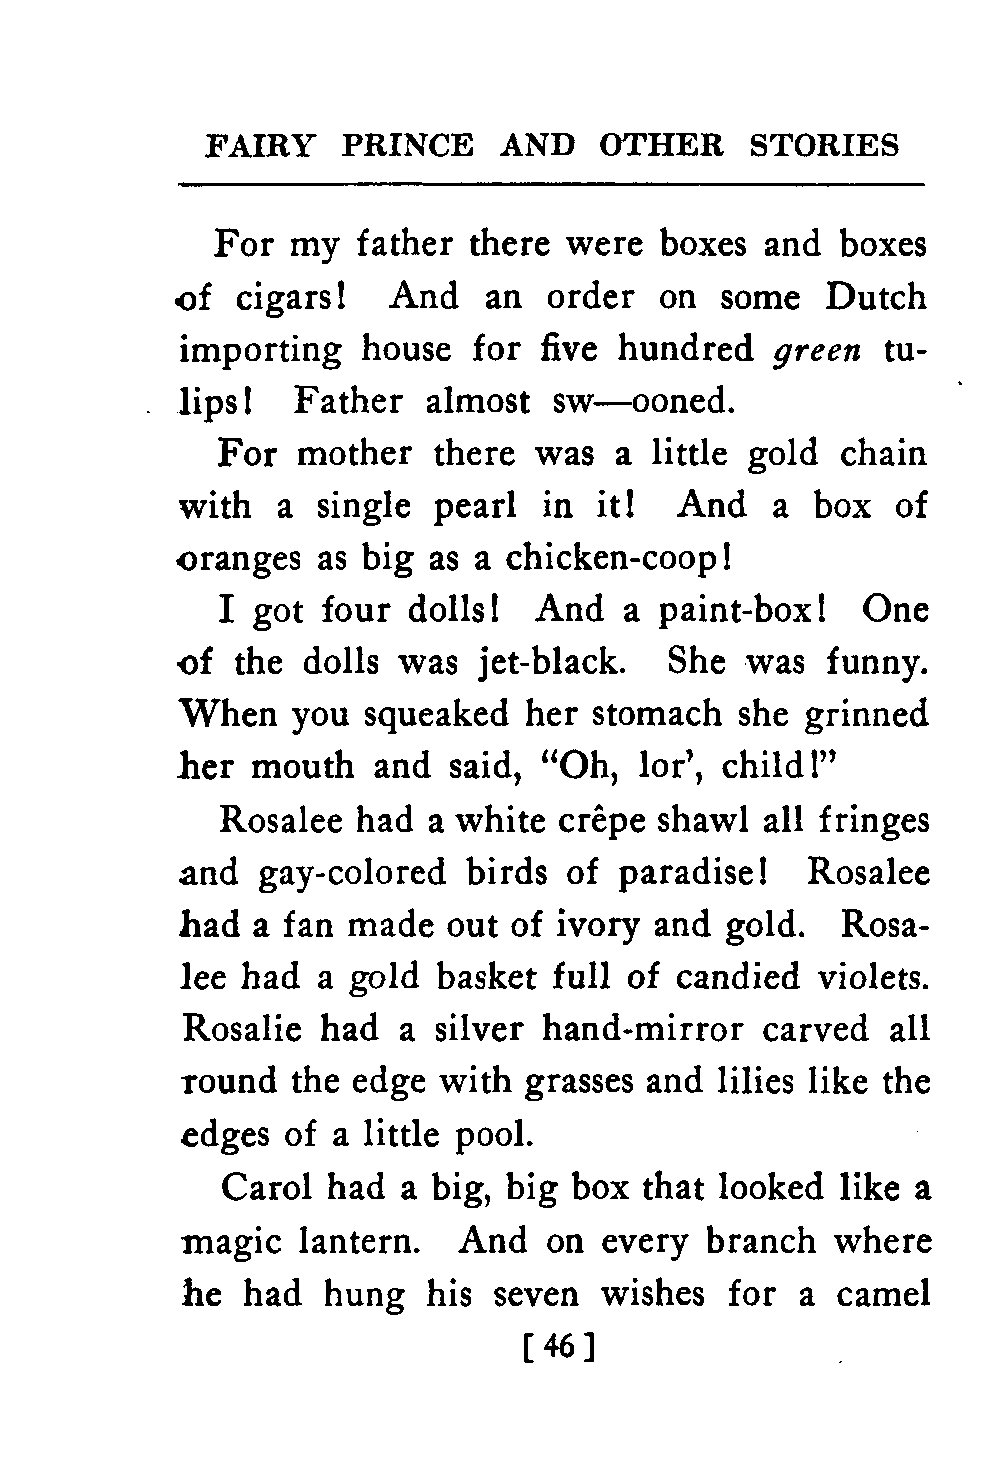 FAIRY PRINCE AND OTHER STORIES
For my father there were boxes and boxes
of cigars! And an order on some Dutch
importing house for five hundred green tu-
lips! Father almost sw—ooned.
For mother there was a little gold chain
with a single pearl in it! And a box of
oranges as big as a chicken-coop!
I got four dolls! And a paint-box! One
of the dolls was jet-black. She was funny.
When you squeaked her stomach she grinned
her mouth and said, “Oh, lor’, child!”
Rosalee had a white crêpe shawl all fringes
and gay-colored birds of paradise! Rosalee
had a fan made out of ivory and gold. Rosa-
lee had a gold basket full of candied violets.
Rosalie had a silver hand-mirror carved all
round the edge with grasses and lilies like the
edges of a little pool.
Carol had a big, big box that looked like a
magic lantern. And on every branch where
he had hung his seven wishes for a camel
[ 46 ]